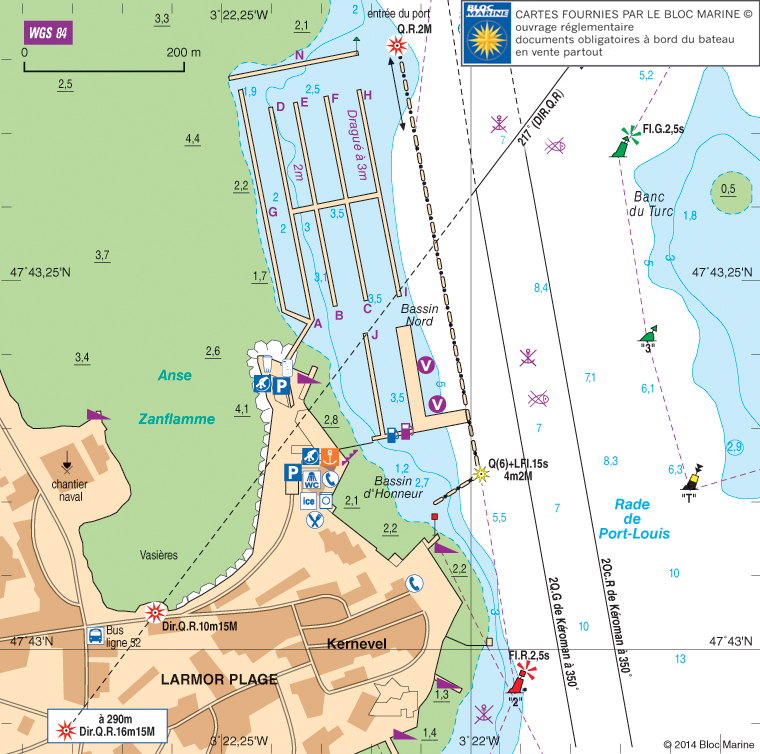 WGS 84
0 200 m
3°22,25'W
2,1
entrée du port
Q.R.2M
BLOC
MARINE
CARTES FOURNIES PAR LE BLOC MARINE ©
ouvrage réglementaire
documents obligatoires à bord du bateau
en vente partout
2
N
2,5
1,9
2,5
5,2
D
E
F
H
217° (DIR.Q.R)
7
Fl.G.2,5s
4,4
Dragué à 3m
2m
2,2
2
G
2
3
3,5
Banc
du Turc
0,5
1,8
3,7
3
5
47°43,25'N
1,7
3,1
3,5
8,4
47°43,25'N
A
B
C
I
J
Bassin
Nord
"3"
2,6
3,4
Anse
Zanflamme
P
V
V
5
7,1
6,1
4,1
2,8
3,5
7
2,9
chantier
naval
P
WC
ice
1,2
2,7
Bassin
d'Honneur
2,1
Q(6)+LFl.15s
4m2M
8,3
6,3
"T"
7
5,5
Rade
de
Port-Louis
2,2
Vasières
2,2
10
3
2Q.G de Kéroman à 350°
2Oc.R de Kéroman à 350°
Dir.Q.R.10m15M
Bus
ligne 52
10
Kernevel
47°43'N
47°43'N
Fl.R.2,5s
13
LARMOR PLAGE
1,3
"2"
à 290m
Dir.Q.R.16m15M
1,4
3°22,25'W
3°22'W
© 2014 Bloc Marine